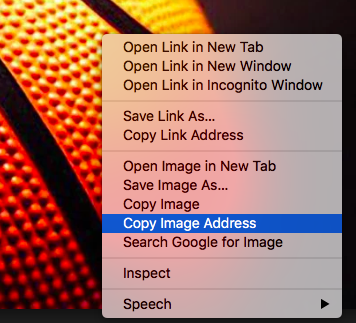 Open Link in New Tab
Open Link in New Window
Open Link in Incognito Window
Save Link As...
Copy Link Address
Open Image in New Tab
Save Image As...
Copy Image
Copy Image Address
Search Google for Image
Inspect
Speech